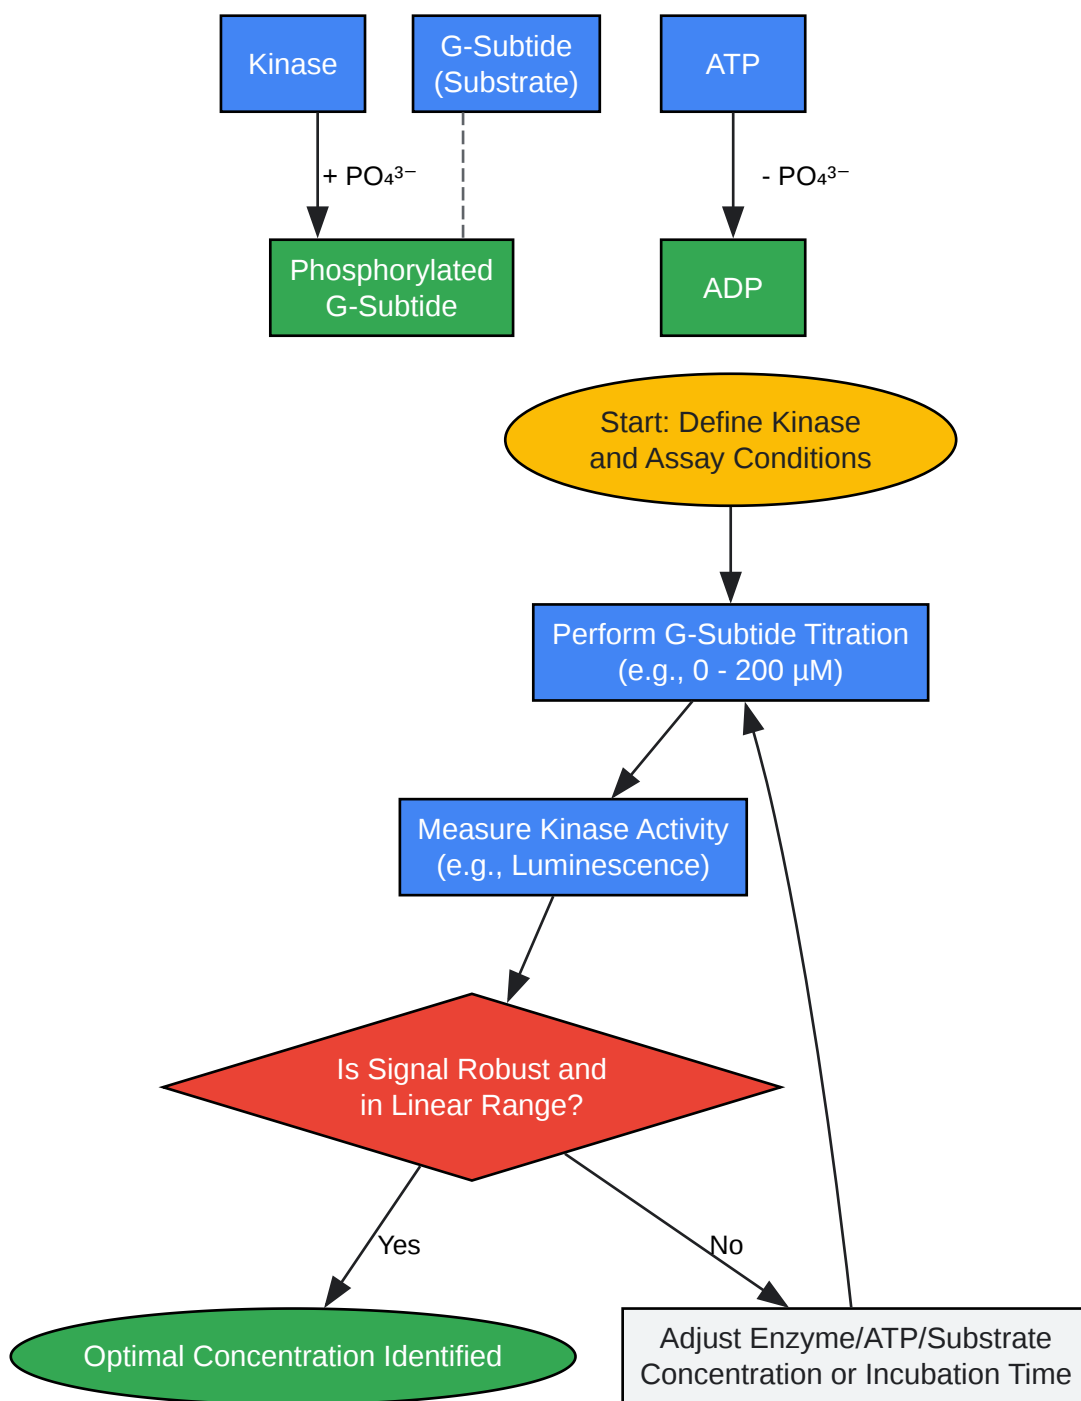 Kinase
G-Subtide
(Substrate)
ATP
+ PO₄³⁻
- PO₄³⁻
Phosphorylated
G-Subtide
ADP
Start: Define Kinase
and Assay Conditions
Perform G-Subtide Titration
(e.g., 0 - 200 µM)
Measure Kinase Activity
(e.g., Luminescence)
Is Signal Robust and
in Linear Range?
Yes
No
Optimal Concentration Identified
Adjust Enzyme/ATP/Substrate
Concentration or Incubation Time